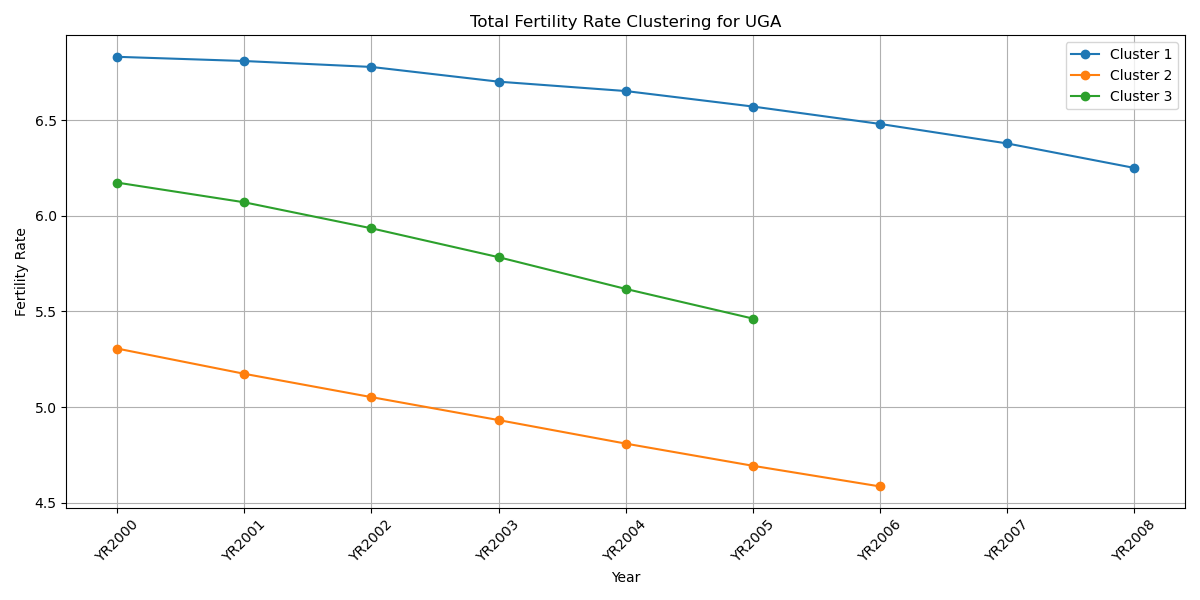 Total Fertility Rate Clustering for UGA
Cluster 1
Cluster 2
Cluster 3
Fertility Rate
6.5
6.0
5.5
5.0
4.5
YR2000
YR2001
YR2002
YR2003
YR2004
YR2005
YR2006
YR2007
YR2008
Year